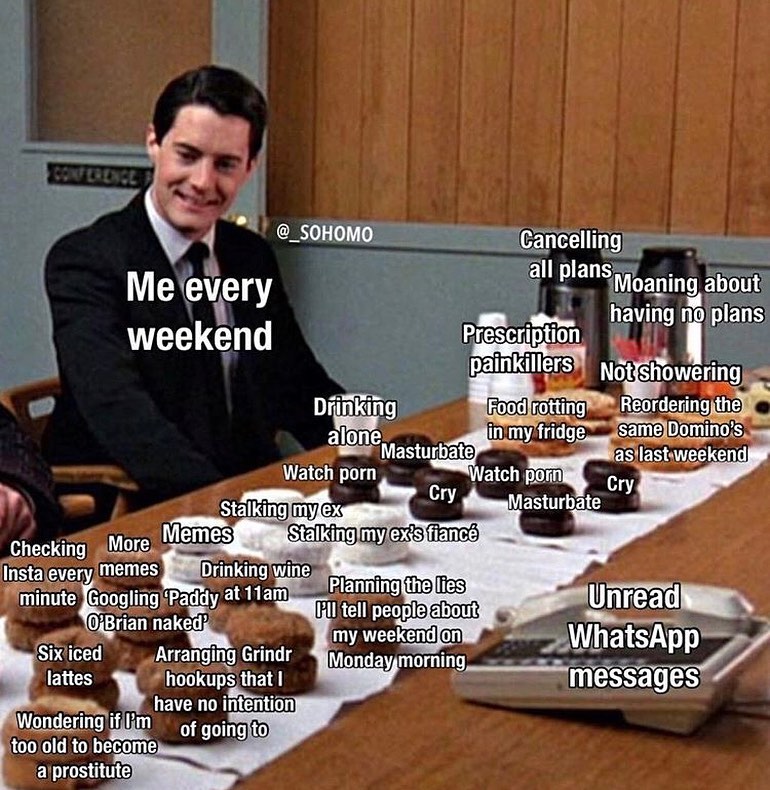 CONFERENCE
@_SOHOMO
Me every
weekend
Cancelling
all plans
Moaning about
having no plans
Prescription
painkillers
Not showering
Drinking
alone
Food rotting
in my fridge
Reordering the
same Domino's
as last weekend
Masturbate
Watch porn
Cry
Watch porn
Masturbate
Cry
Stalking my ex
Stalking my ex's fiancé
Memes
More
memes
Checking
Insta every
minute
Drinking wine
at 11am
Googling 'Paddy
O'Brian naked'
Planning the lies
I'll tell people about
my weekend on
Monday morning
Unread
WhatsApp
messages
Six iced
lattes
Arranging Grindr
hookups that I
have no intention
of going to
Wondering if I'm
too old to become
a prostitute